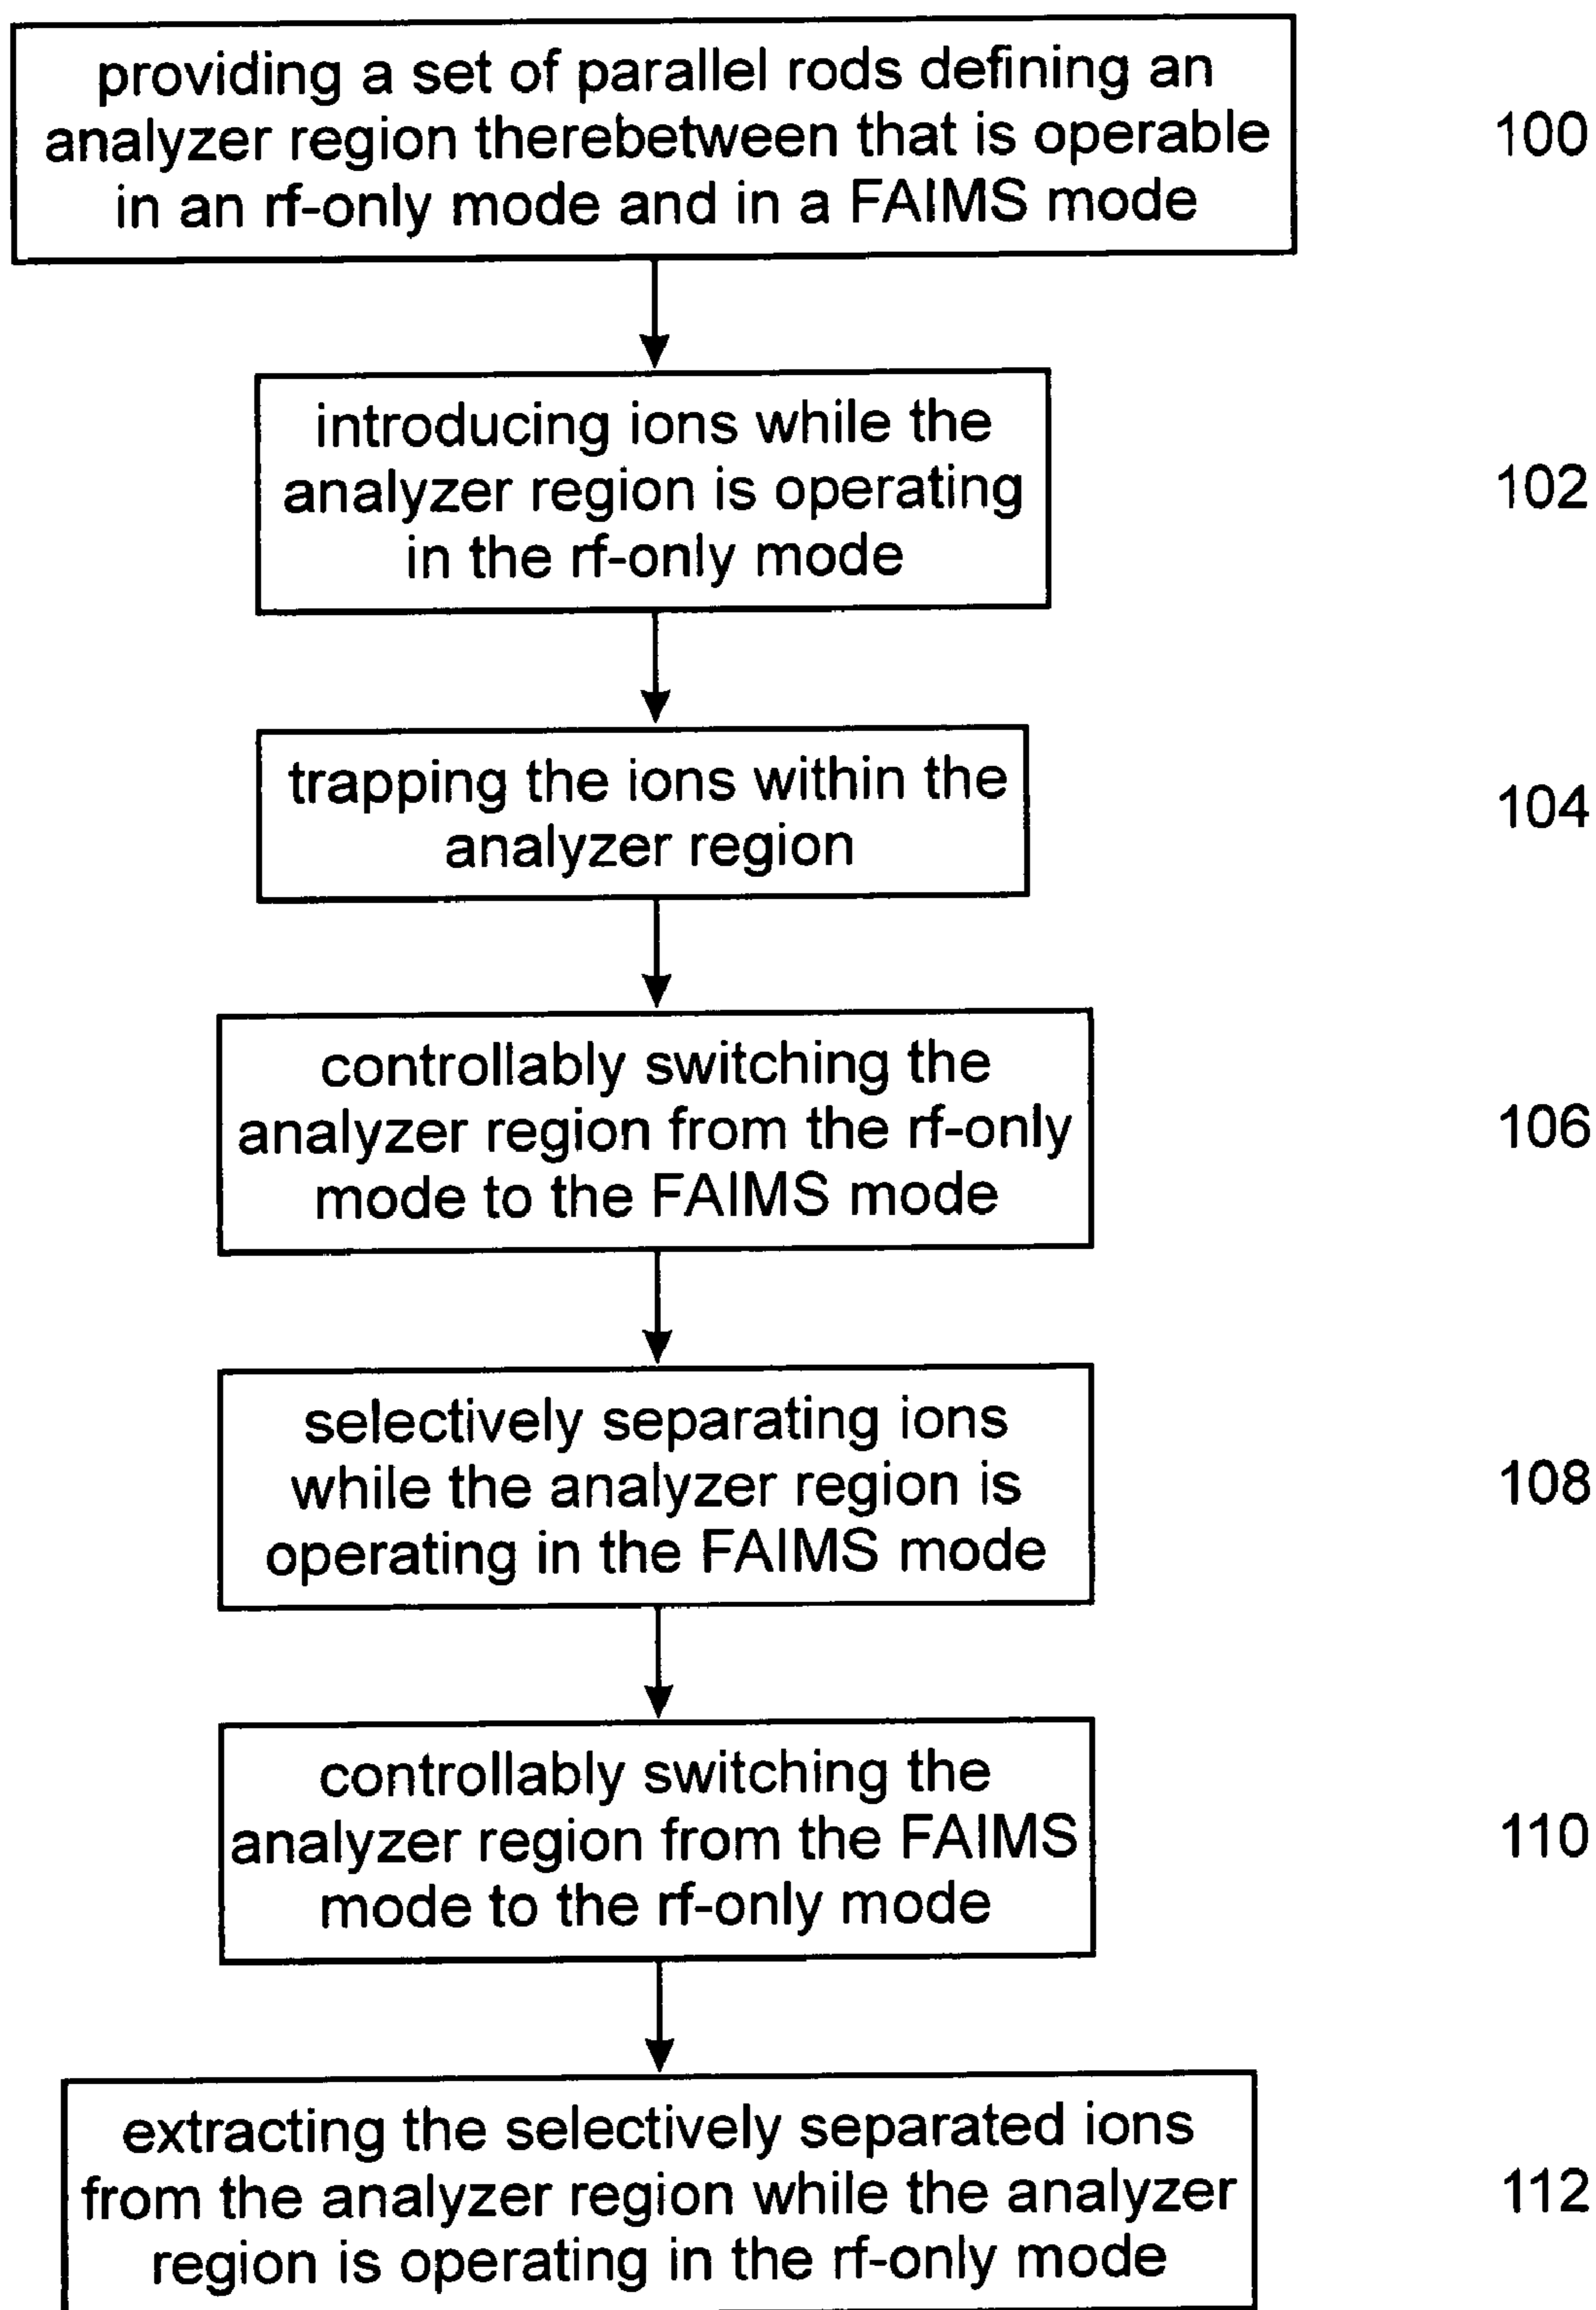 providing a set of parallel rods defining an
analyzer region therebetween that is operable
in an rf-only mode and in a FAIMS mode
100
introducing ions while the
analyzer region is operating
in the rf-only mode
102
trapping the ions within the
analyzer region
104
controllably switching the
analyzer region from the rf-only
mode to the FAIMS mode
106
selectively separating ions
while the analyzer region is
operating in the FAIMS mode
108
controllably switching the
analyzer region from the FAIMS
mode to the rf-only mode
110
extracting the selectively separated ions
from the analyzer region while the analyzer
region is operating in the rf-only mode
112